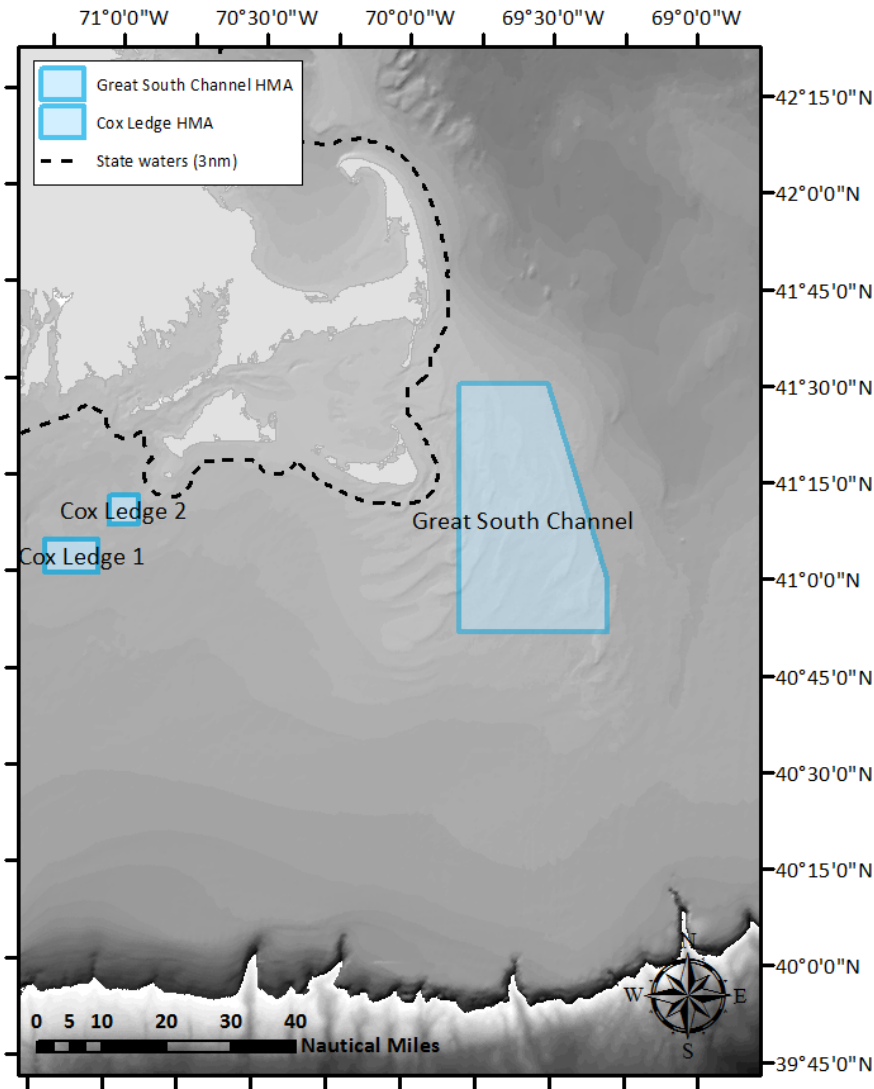 71°0'0"W 70°30'0"W 70°0'0"W 69°30'0"W 69°0'0"W
Great South Channel HMA
Cox Ledge HMA
State waters (3nm)
42°15'0"N
42°0'0"N
41°45'0"N
41°30'0"N
41°15'0"N
Cox Ledge 2
Great South Channel
Cox Ledge 1
41°0'0"N
40°45'0"N
40°30'0"N
40°15'0"N
40°0'0"N
N
W E
S
0 5 10 20 30 40
Nautical Miles
39°45'0"N